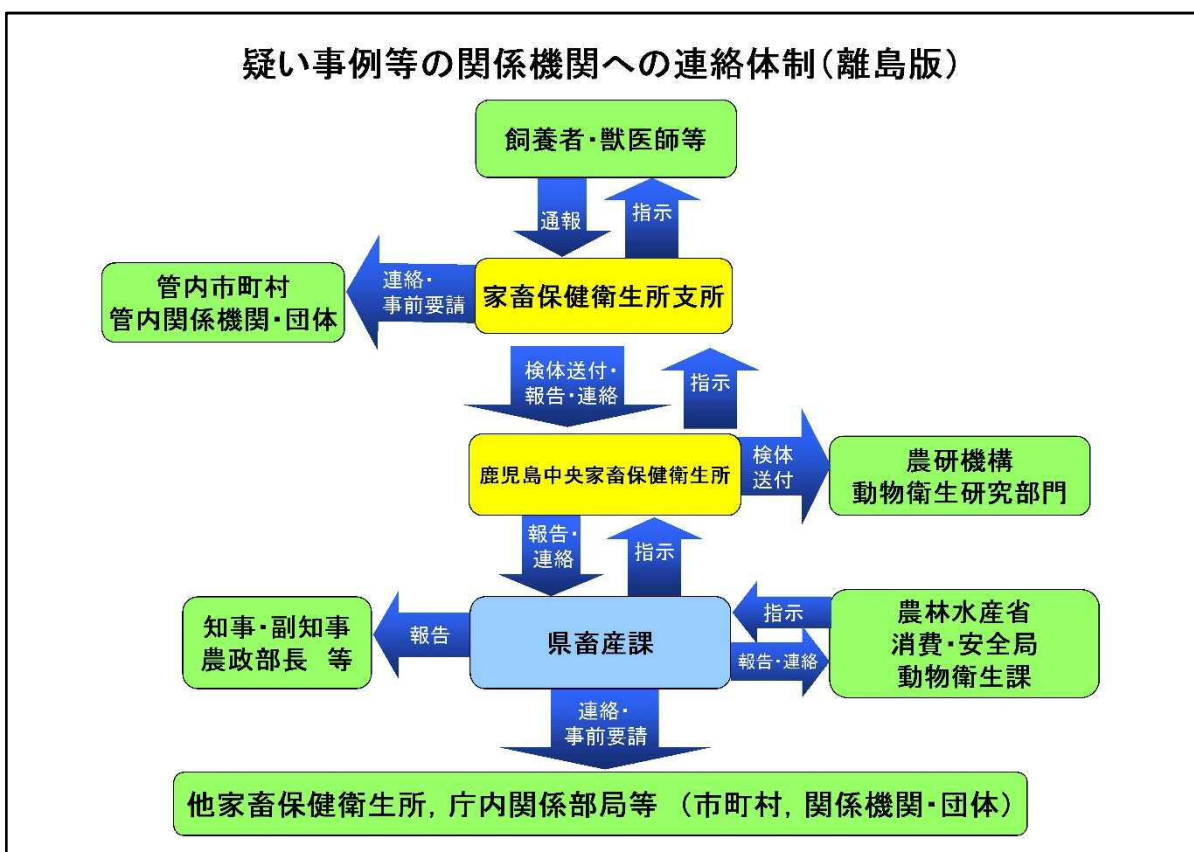 疑い事例等の関係機関への連絡体制(離島版)
飼養者・獣医師等
通報
指示
管内市町村
管内関係機関・団体
連絡・
事前要請
家畜保健衛生所支所
検体送付・
報告・連絡
指示
鹿児島中央家畜保健衛生所
検体
送付
農研機構
動物衛生研究部門
報告・
連絡
指示
知事・副知事
農政部長 等
報告
県畜産課
指示
報告・連絡
農林水産省
消費・安全局
動物衛生課
連絡・
事前要請
他家畜保健衛生所,庁内関係部局等 (市町村,関係機関・団体)